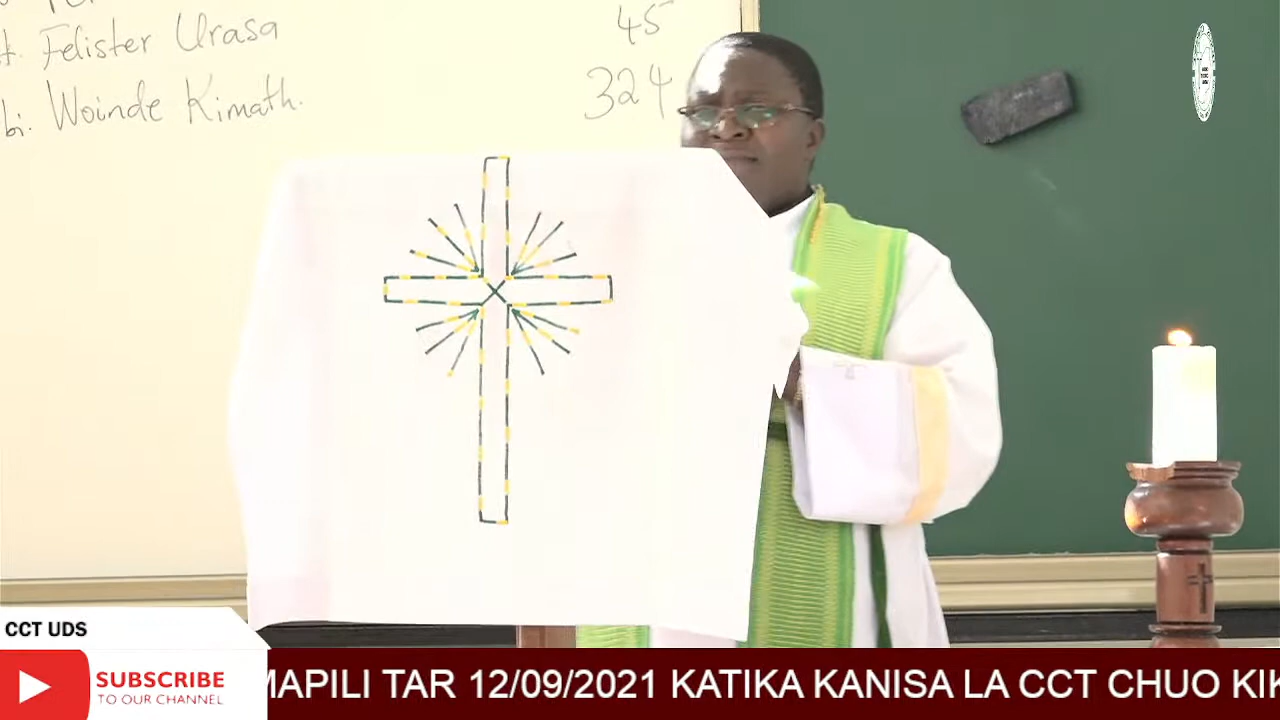 Felister Urasa 45
bi. Woinde Kimath. 324
CCT UDS
SUBSCRIBE
TO OUR CHANNEL
MAPILI TAR 12/09/2021 KATIKA KANISA LA CCT CHUO KIK